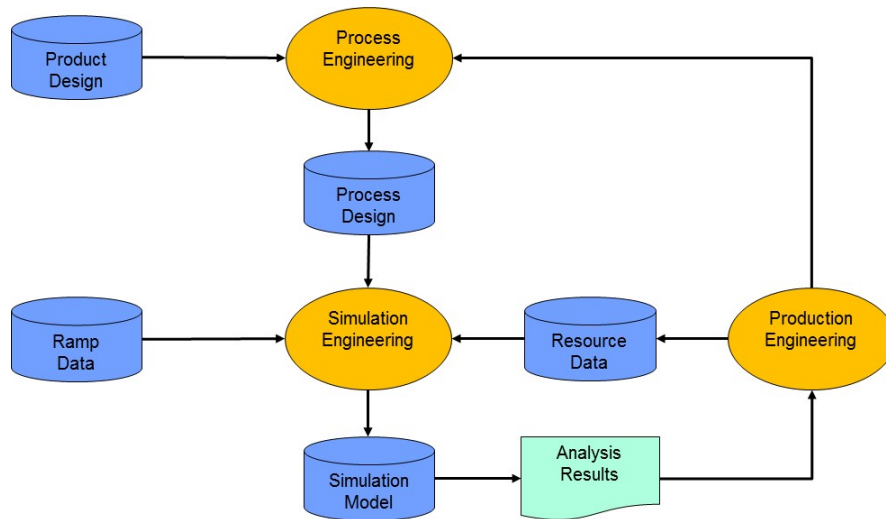 Product
Design
Process
Engineering
Process
Design
Ramp
Data
Simulation
Engineering
Resource
Data
Production
Engineering
Simulation
Model
Analysis
Results